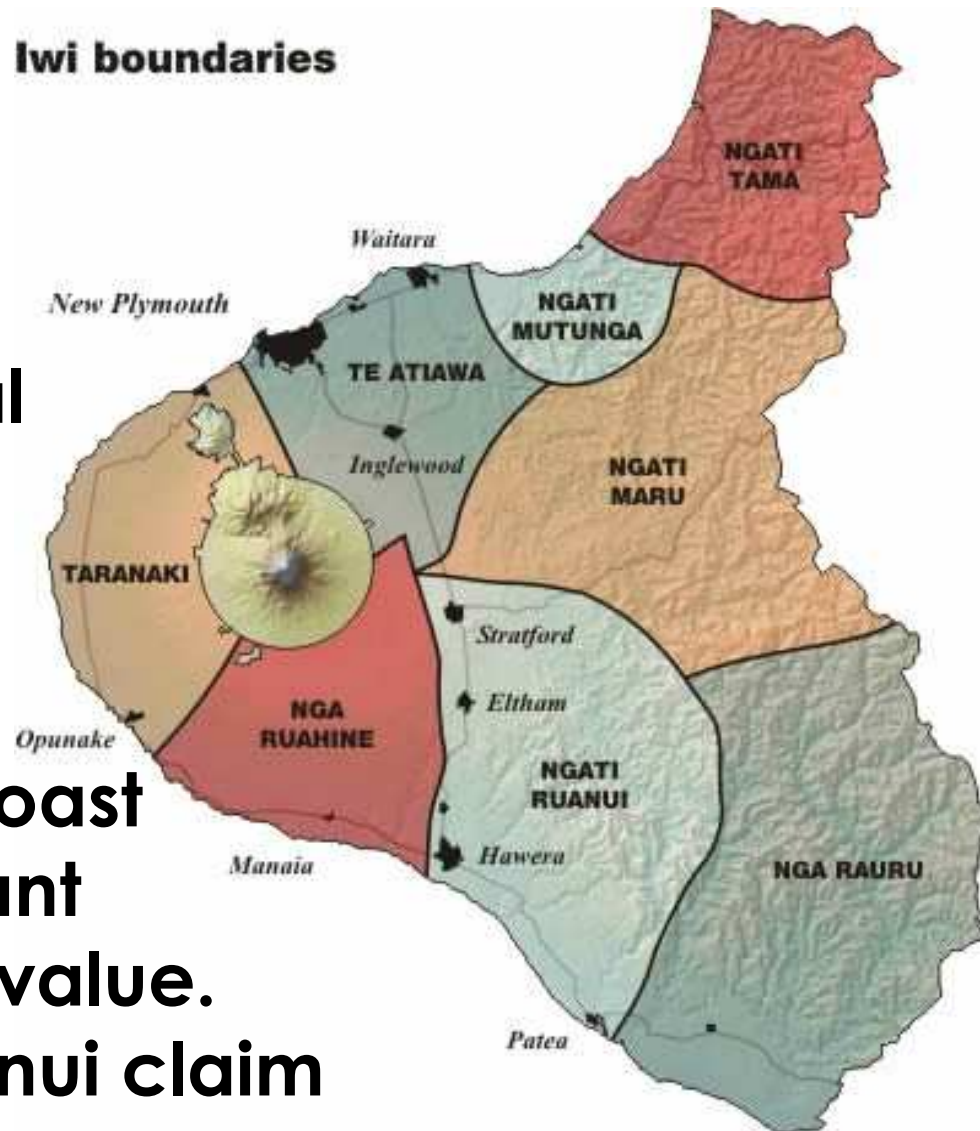 Iwi boundaries
NGATI
TAMA
Waitara
New Plymouth
NGATI
MUTUNGA
TE ATIAWA
Inglewood
NGATI
MARU
TARANAKI
Stratford
Eltham
NGA
RUAHINE
Opunake
NGATI
RUANUI
Manaia
Hawera
NGA RAURU
Patea
oast
value.
claim